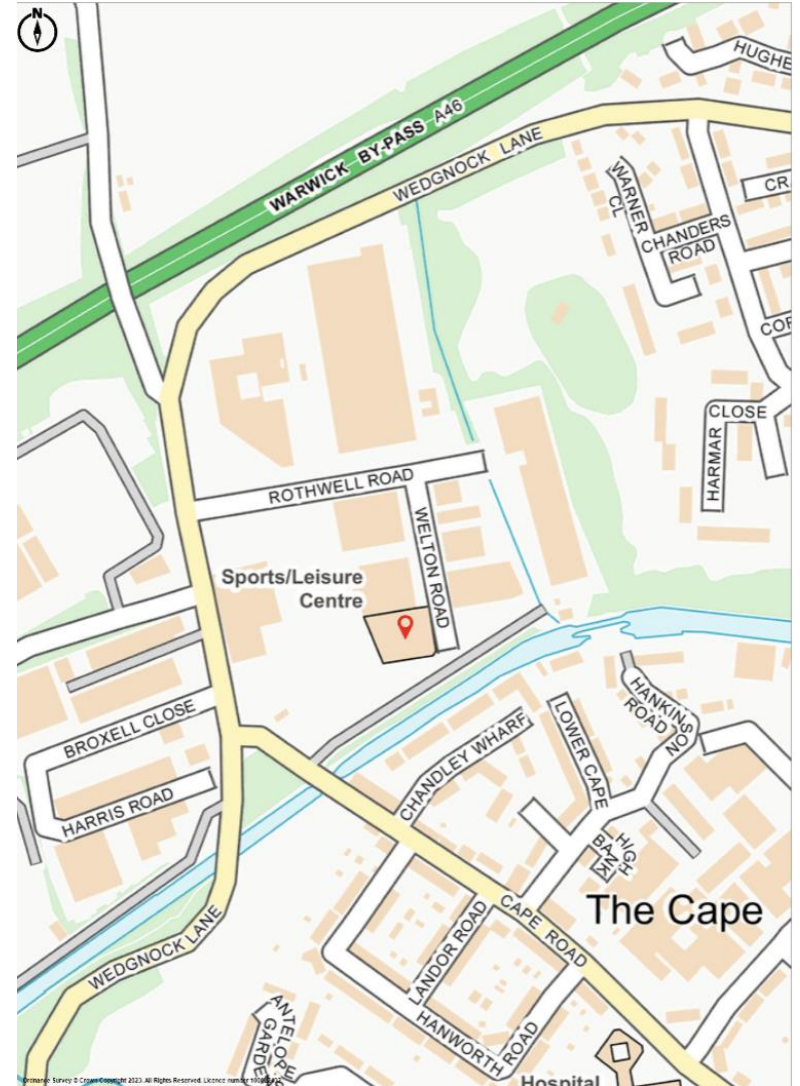 N
HUGHE
WARWICK BY-PASS A46
WEDGNOCK LANE
WARNER
CL
CR
CHANDERS
ROAD
COP
CLOSE
HARMAR
ROTHWELL ROAD
WELTON ROAD
Sports/Leisure
Centre
BROXELL CLOSE
HARRIS ROAD
HANKINSON
ROAD
LOWER CAPE
CHANDLEY WHARF
HIGH
BANK
The Cape
CAPE ROAD
LANDOR ROAD
WEDGNOCK LANE
HANWORTH ROAD
ANTELOPE
GARDE
Hospital
Ordnance Survey © Crown Copyright 2023. All Rights Reserved. Licence number